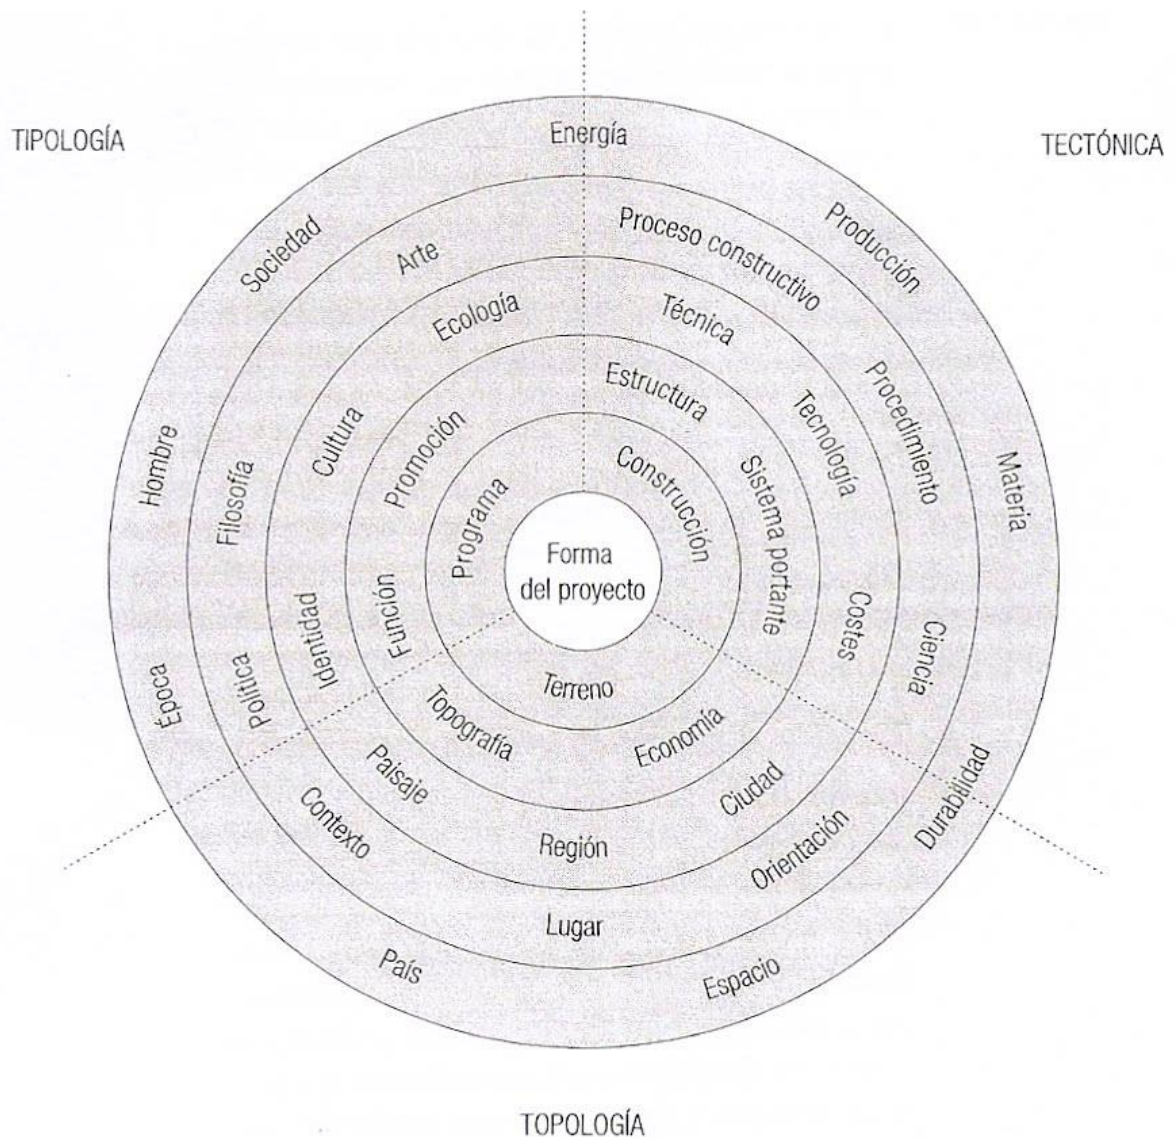 TIPOLOGÍA
TECTÓNICA
Energía
Sociedad
Producción
Hombre
Materia
Época
Durabilidad
País
Espacio
Arte
Proceso constructivo
Filosofía
Procedimiento
Política
Ciencia
Contexto
Orientación
Lugar
Ecología
Técnica
Cultura
Tecnología
Identidad
Costes
Paisaje
Ciudad
Región
Promoción
Estructura
Función
Sistema portante
Topografía
Economía
Programa
Construcción
Terreno
Forma
del proyecto
TOPOLOGÍA